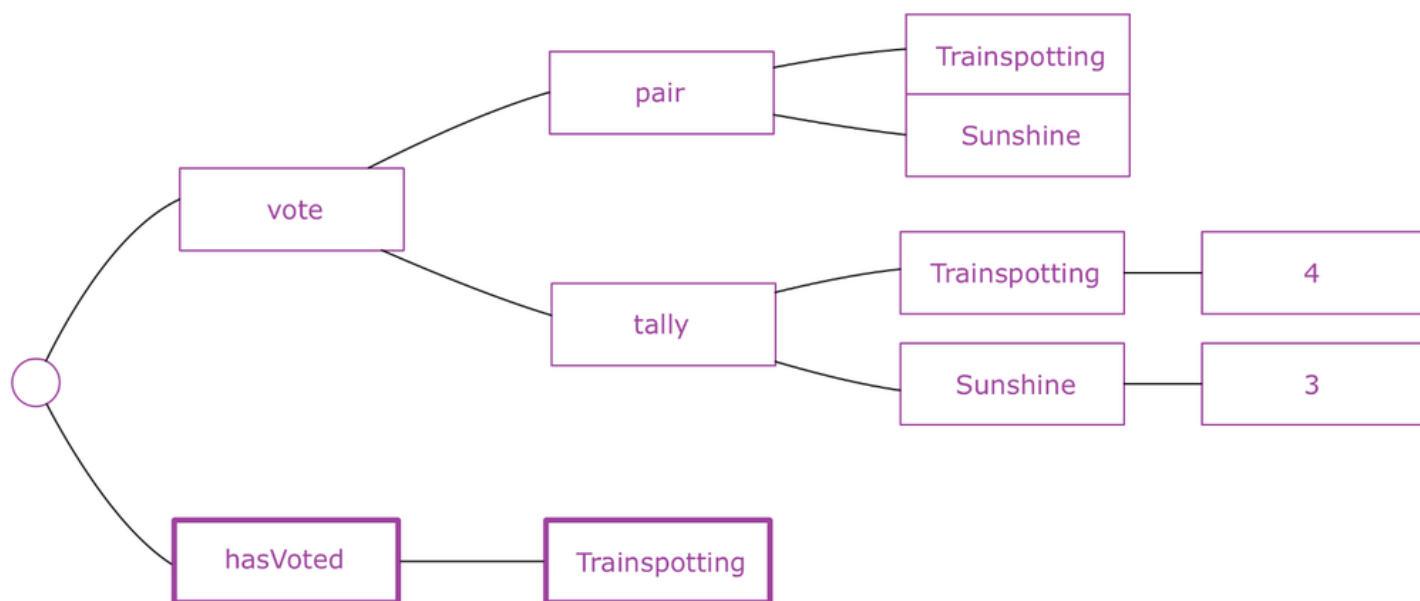 Trainspotting
pair
Sunshine
vote
Trainspotting
4
tally
Sunshine
3
hasVoted
Trainspotting